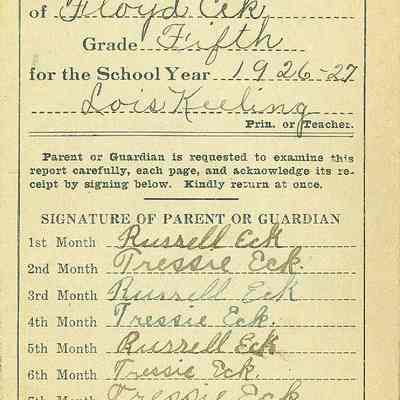 of Floyd Eck
Grade Fifth
for the School Year 1926-27
Lois Keeling
Prin. or Teacher.
Parent or Guardian is requested to examine this
report carefully, each page, and acknowledge its re-
ceipt by signing below. Kindly return at once.
SIGNATURE OF PARENT OR GUARDIAN
1st Month Russell Eck
2nd Month Tressie Eck.
3rd Month Russell Eck
4th Month Tressie Eck.
5th Month Russell Eck
6th Month Tressie Eck.
Month Tressie Eck